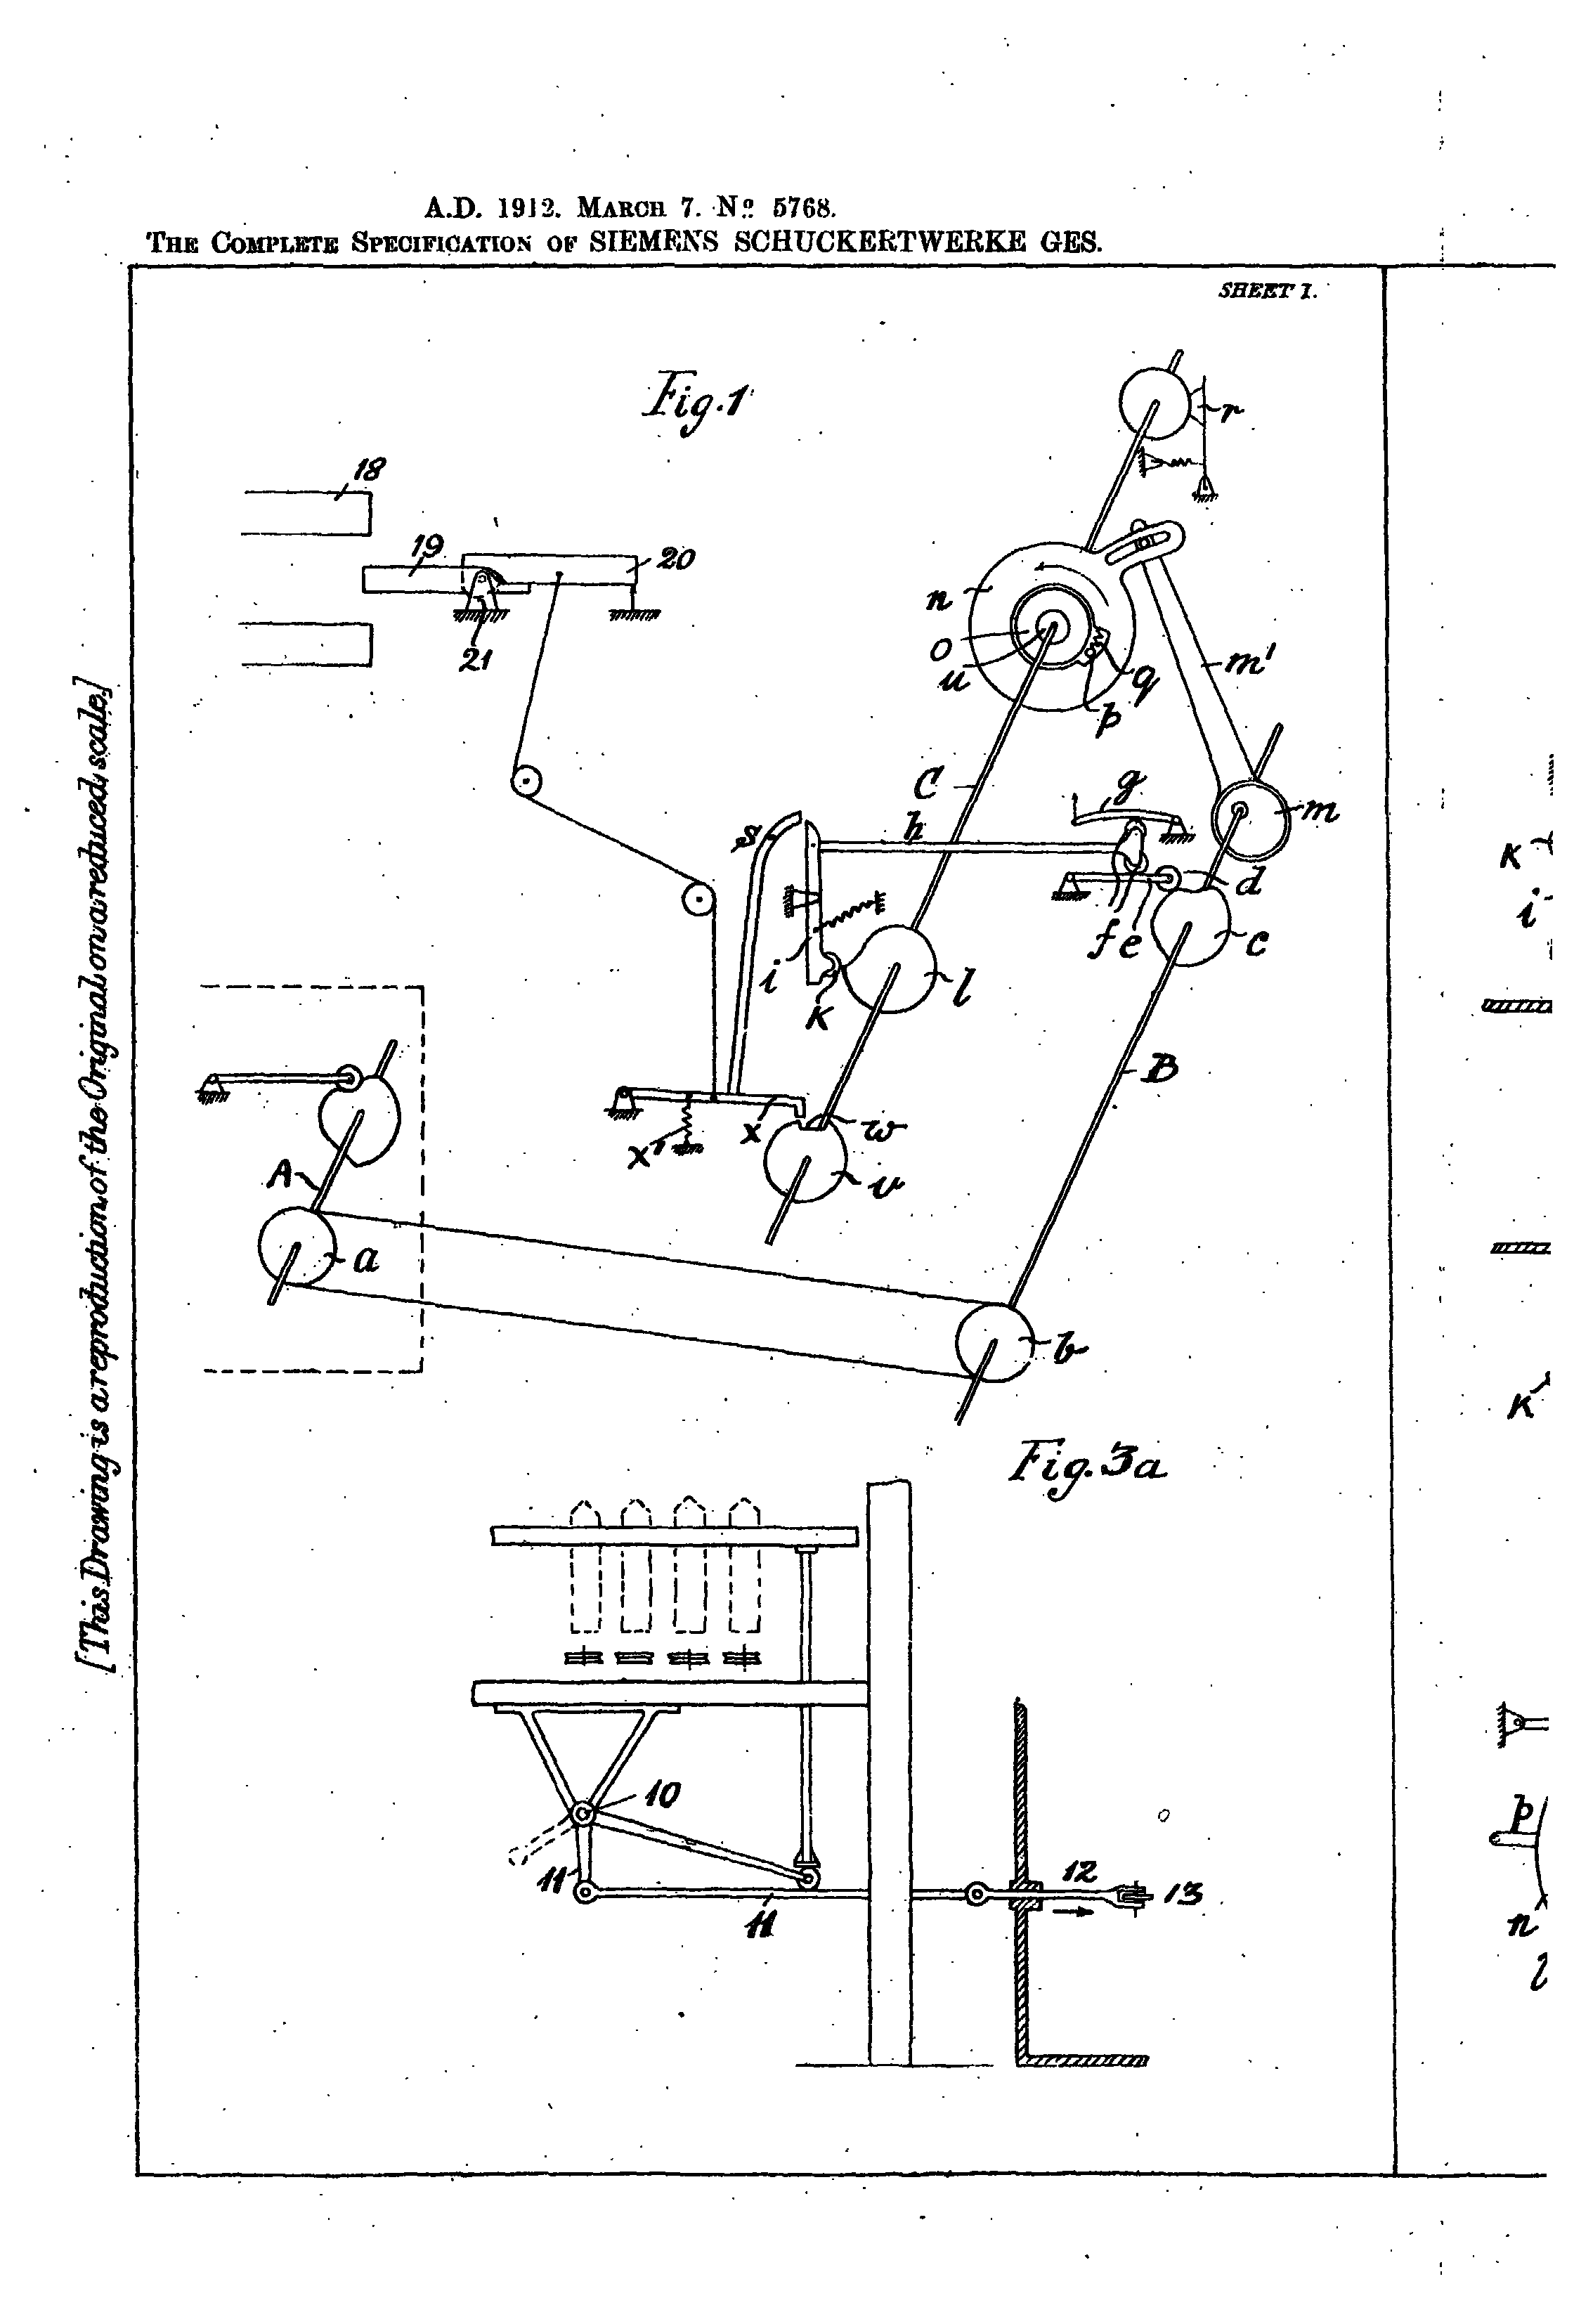 A.D. 1912. MARCH 7. No. 5768.
THE COMPLETE SPECIFICATION OF SIEMENS SCHUCKERTWERKE GES.
SHEET 1.
[This Drawing is a reproduction of the Original on a reduced scale.]
Fig. 1
18
19
20
21
r
n
o
u
q
p
m'
C
g
h
m
s
d
f e
c
i
k
l
B
x
x'
w
v
A
a
b
Fig. 3a
10
11
11
12
13
K
i
K
p
n
l